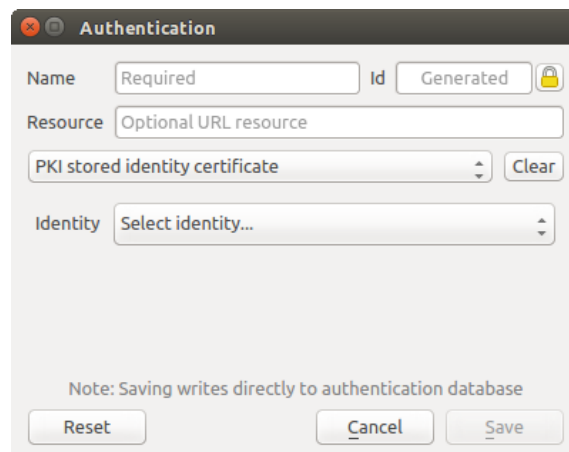 Authentication
Name Required Id Generated
Resource Optional URL resource
PKI stored identity certificate Clear
Identity Select identity...
Note: Saving writes directly to authentication database
Reset Cancel Save